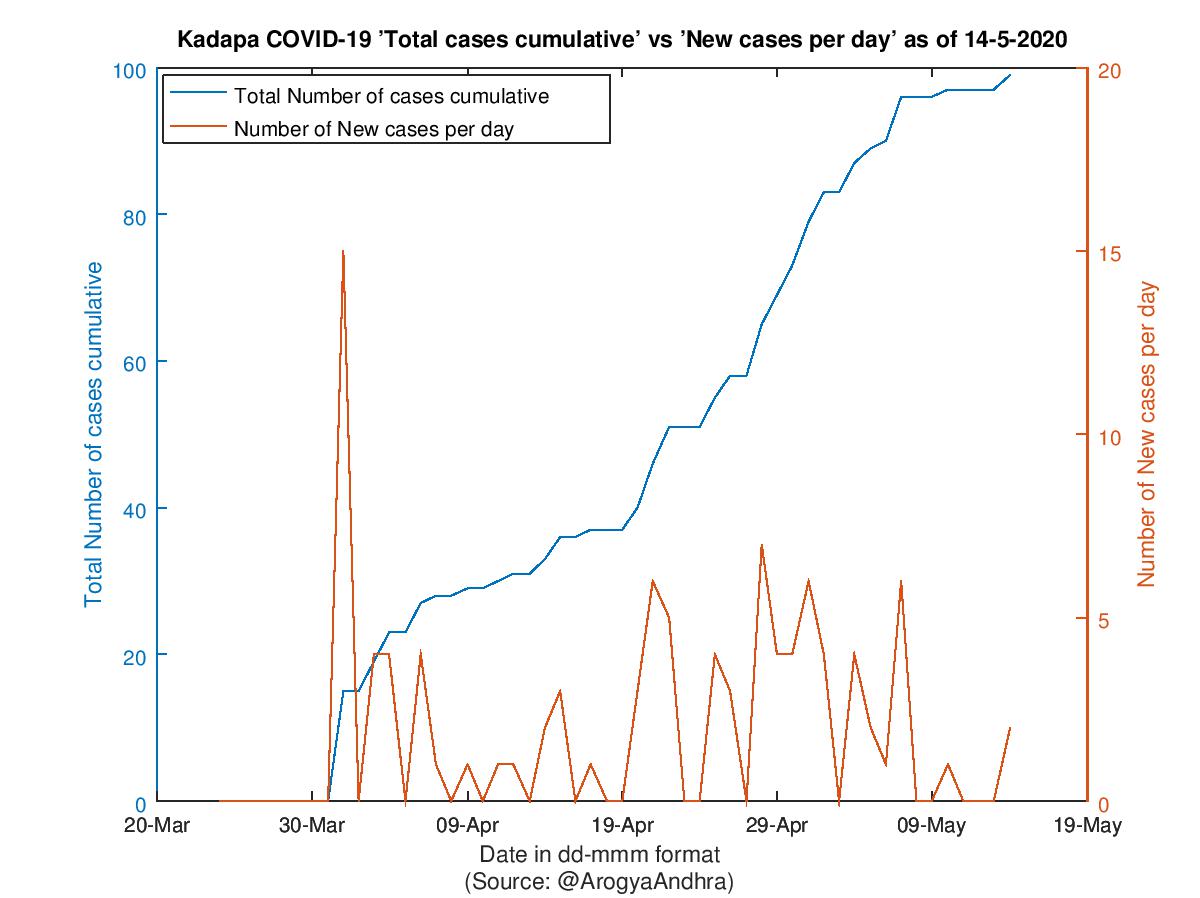 Kadapa COVID-19 ’Total cases cumulative’ vs ’New cases per day’ as of 14-5-2020
Total Number of cases cumulative
Number of New cases per day
100
80
60
40
20
0
Total Number of cases cumulative
20
15
10
5
0
Number of New cases per day
20-Mar 30-Mar 09-Apr 19-Apr 29-Apr 09-May 19-May
Date in dd-mmm format
(Source: @ArogyaAndhra)